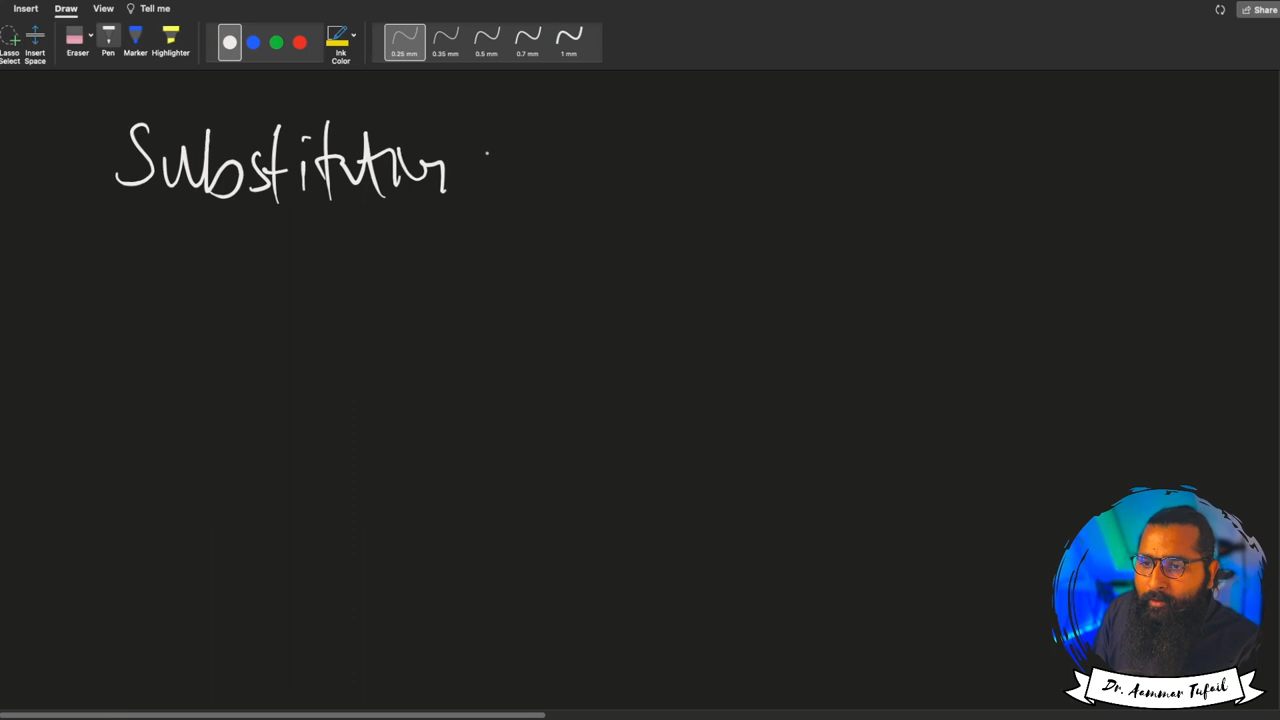 Insert Draw View Tell me
Share
Lasso Select
Insert Space
Eraser
Pen
Marker
Highlighter
Ink Color
0.25 mm
0.35 mm
0.5 mm
0.7 mm
1 mm
Substitution
Dr. Aammar Tufail